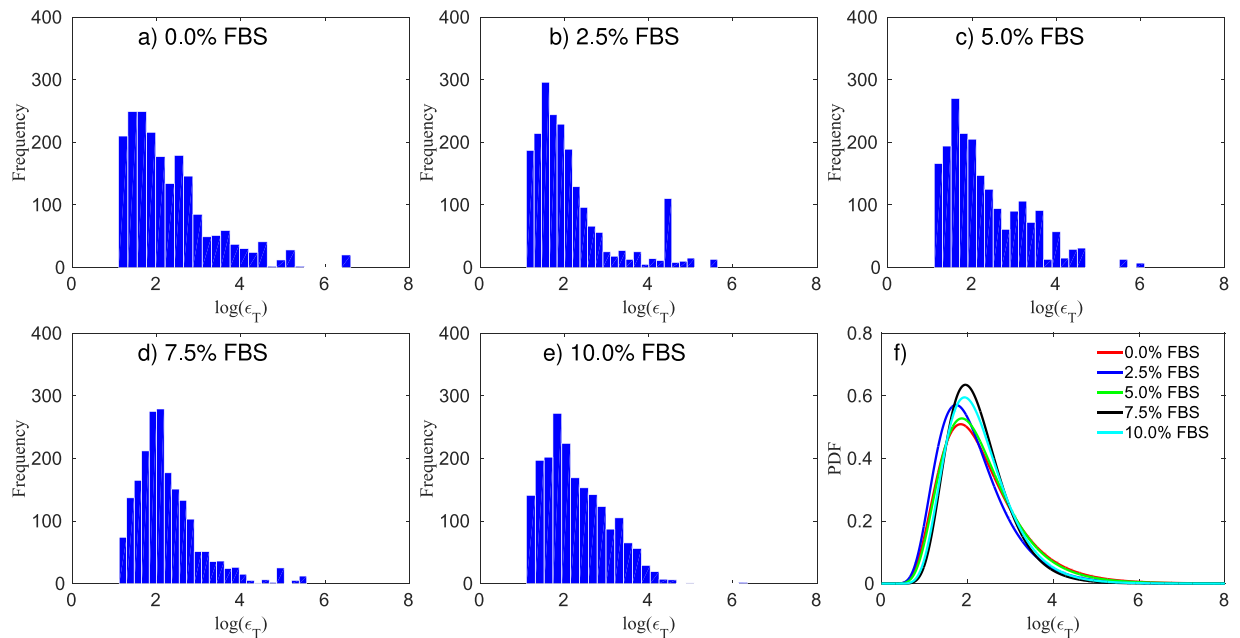 a) 0.0% FBS
400
300
200
100
0
Frequency
0 2 4 6 8
log(ϵ_T)
b) 2.5% FBS
400
300
200
100
0
Frequency
0 2 4 6 8
log(ϵ_T)
c) 5.0% FBS
400
300
200
100
0
Frequency
0 2 4 6 8
log(ϵ_T)
d) 7.5% FBS
400
300
200
100
0
Frequency
0 2 4 6 8
log(ϵ_T)
e) 10.0% FBS
400
300
200
100
0
Frequency
0 2 4 6 8
log(ϵ_T)
f)
0.8
0.6
0.4
0.2
0
PDF
0.0% FBS
2.5% FBS
5.0% FBS
7.5% FBS
10.0% FBS
0 2 4 6 8
log(ϵ_T)